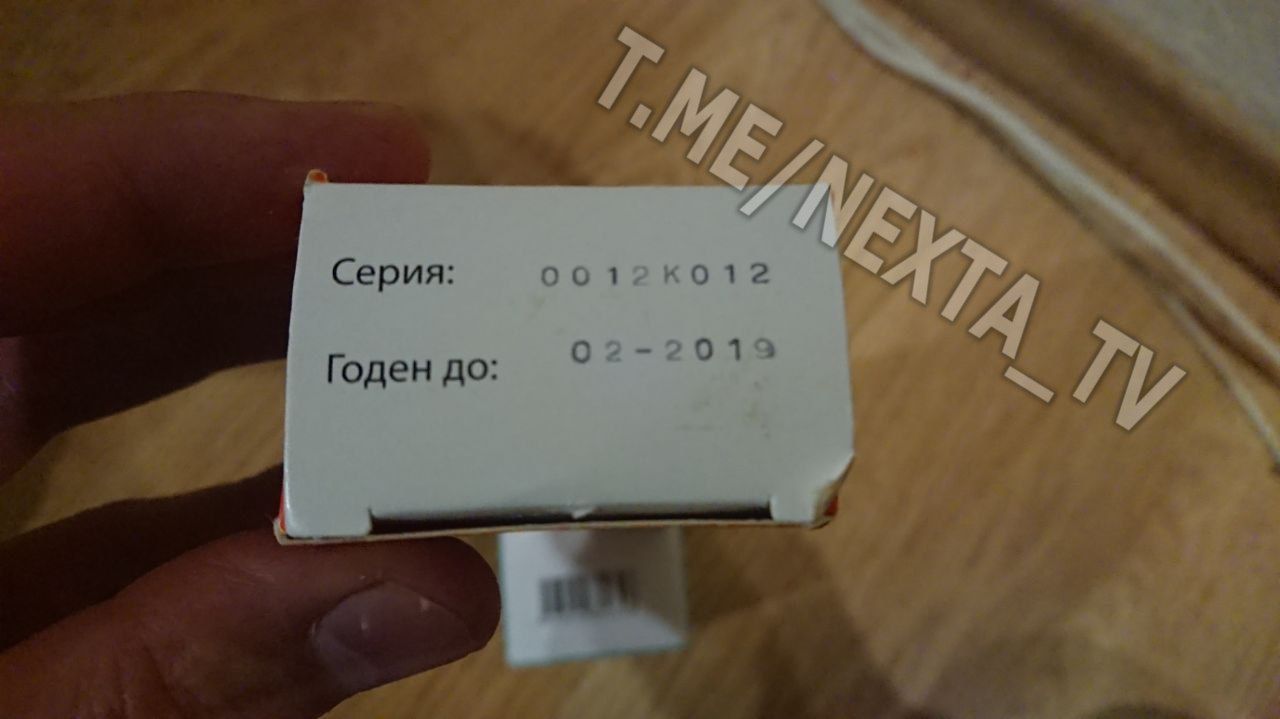 T.ME/NEXTA_TV
Серия: 0012K012
Годен до: 02-2019